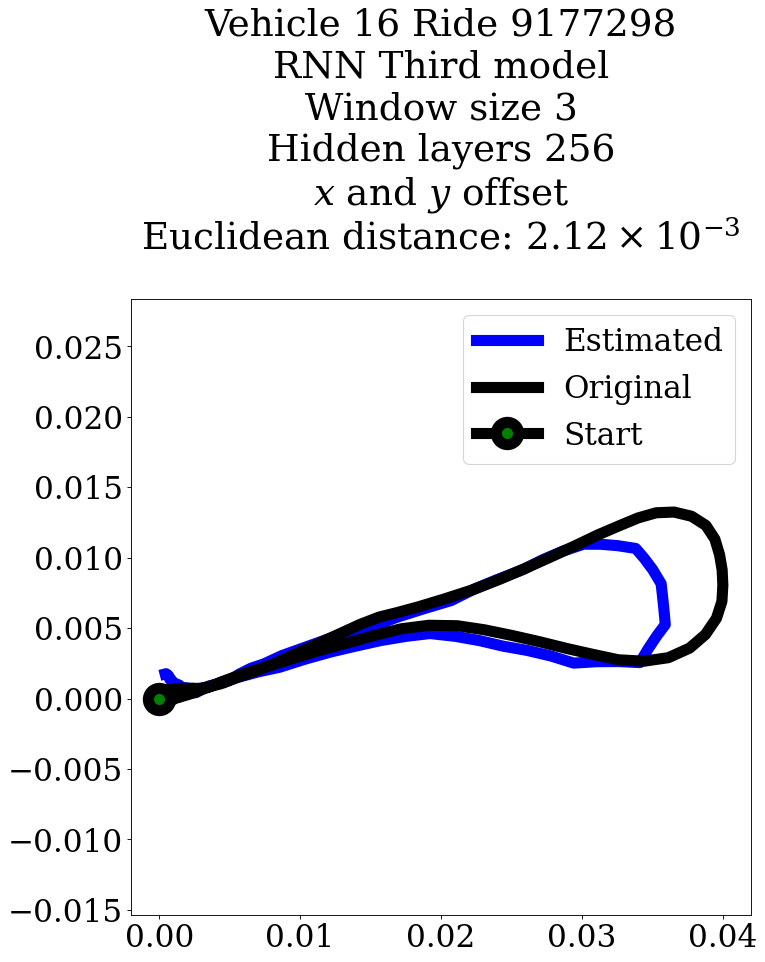 Vehicle 16 Ride 9177298
RNN Third model
Window size 3
Hidden layers 256
x and y offset
Euclidean distance: 2.12 × 10⁻³
Estimated
Original
Start
0.025
0.020
0.015
0.010
0.005
0.000
−0.005
−0.010
−0.015
0.00 0.01 0.02 0.03 0.04